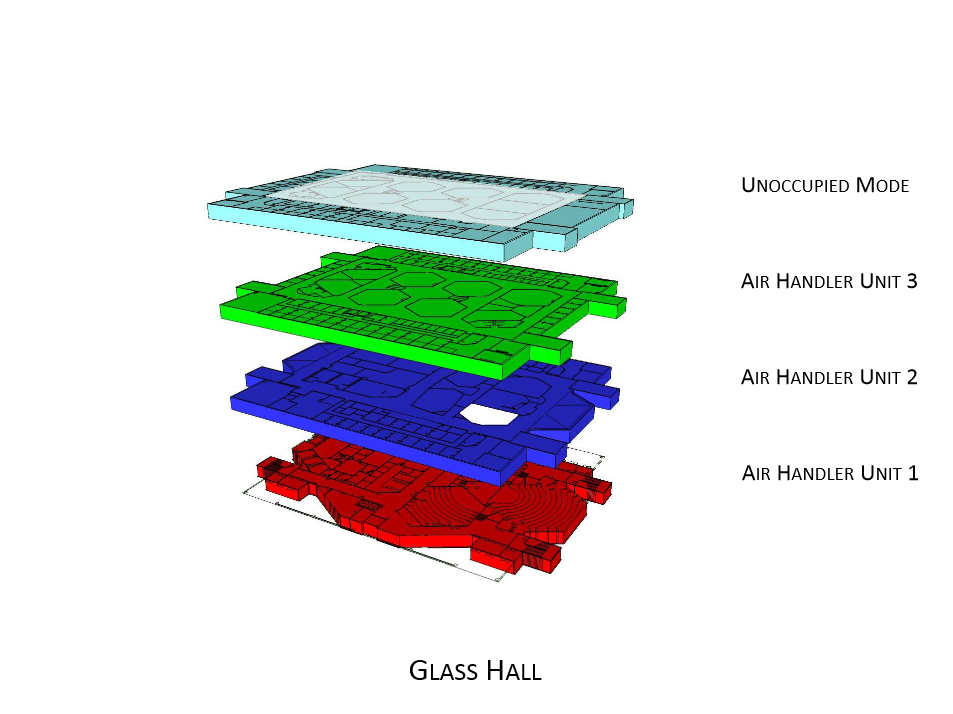 Unoccupied Mode
Air Handler Unit 3
Air Handler Unit 2
Air Handler Unit 1
Glass Hall